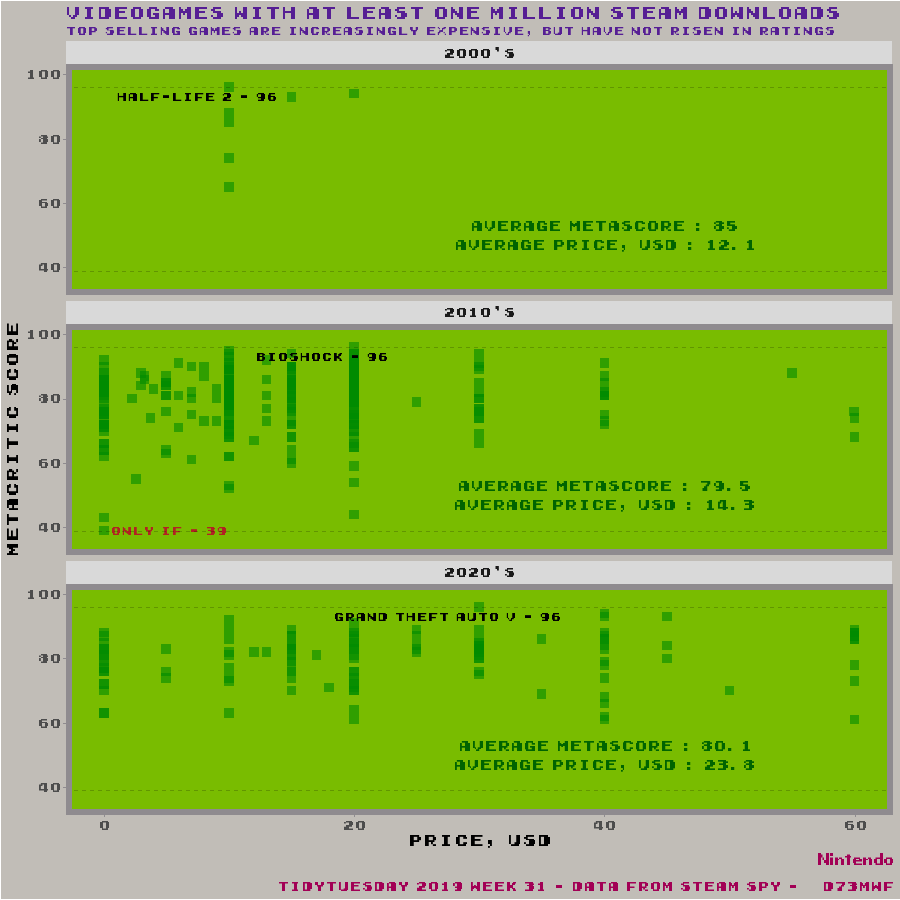 VIDEOGAMES WITH AT LEAST ONE MILLION STEAM DOWNLOADS
TOP SELLING GAMES ARE INCREASINGLY EXPENSIVE, BUT HAVE NOT RISEN IN RATINGS
2000'S
100
HALF-LIFE 2 - 96
80
60
AVERAGE METASCORE : 85
AVERAGE PRICE, USD : 12.1
40
2010'S
100
BIOSHOCK - 96
80
60
AVERAGE METASCORE : 79.5
AVERAGE PRICE, USD : 14.3
40
ONLY IF - 39
METACRITIC SCORE
2020'S
100
GRAND THEFT AUTO V - 96
80
60
AVERAGE METASCORE : 80.1
AVERAGE PRICE, USD : 23.8
40
0 20 40 60
PRICE, USD
Nintendo
TIDYTUESDAY 2019 WEEK 31 - DATA FROM STEAM SPY - D73MWF